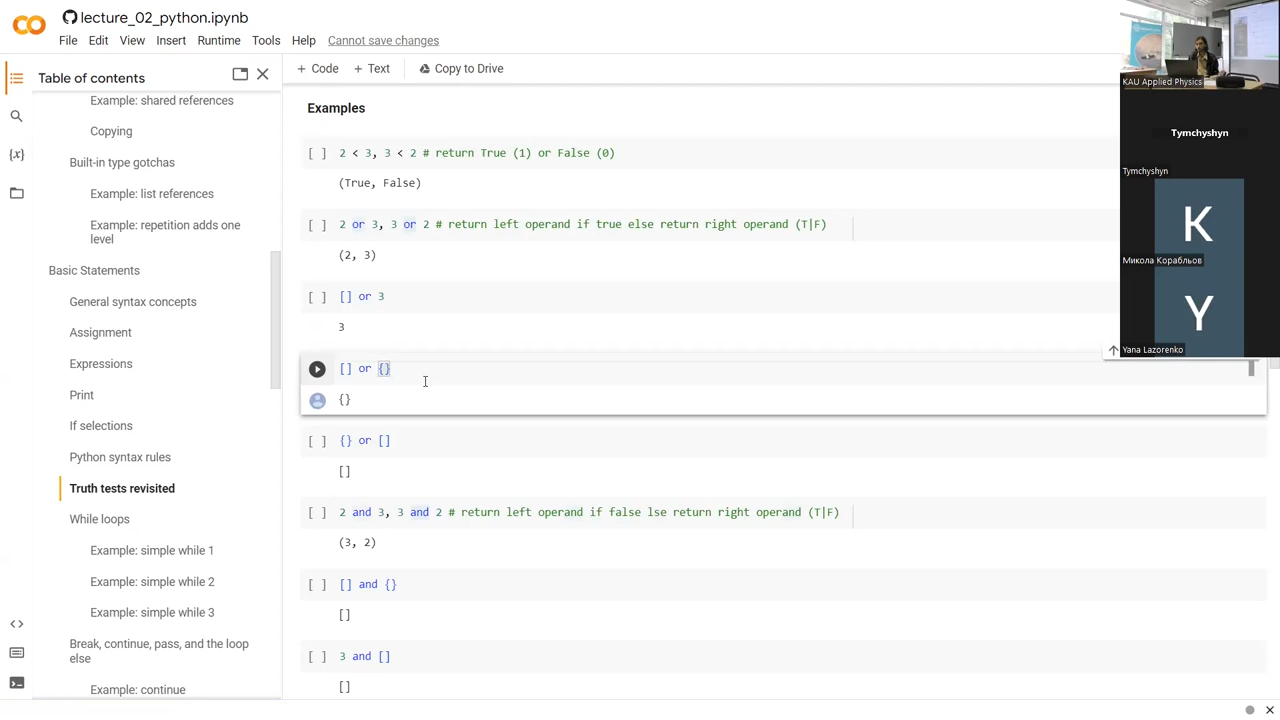 lecture_02_python.ipynb
File Edit View Insert Runtime Tools Help Cannot save changes
Table of contents
+ Code + Text Copy to Drive
Example: shared references
Copying
Built-in type gotchas
Example: list references
Example: repetition adds one
level
Basic Statements
General syntax concepts
Assignment
Expressions
Print
If selections
Python syntax rules
Truth tests revisited
While loops
Example: simple while 1
Example: simple while 2
Example: simple while 3
Break, continue, pass, and the loop
else
Example: continue
Examples
[ ] 2 < 3, 3 < 2 # return True (1) or False (0)
(True, False)
[ ] 2 or 3, 3 or 2 # return left operand if true else return right operand (T|F)
(2, 3)
[ ] [] or 3
3
[] or {}
{}
[ ] {} or []
[]
[ ] 2 and 3, 3 and 2 # return left operand if false lse return right operand (T|F)
(3, 2)
[ ] [] and {}
[]
[ ] 3 and []
[]
KAU Applied Physics
Tymchyshyn
Tymchyshyn
K
Микола Корабльов
Y
Yana Lazorenko